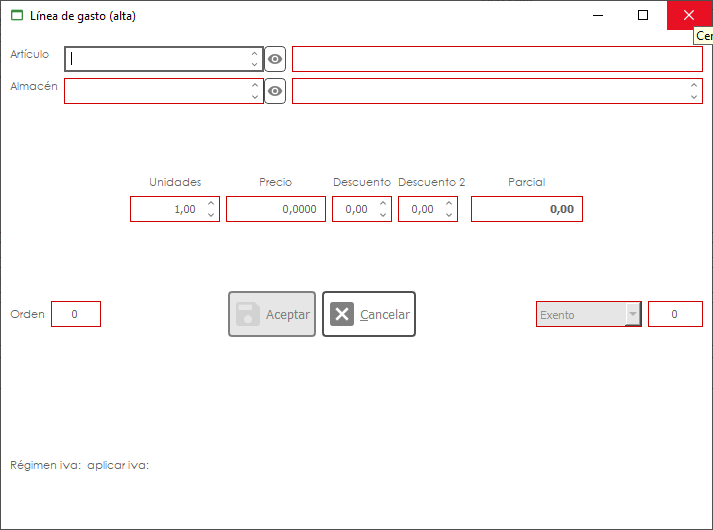 Línea de gasto (alta)
Cer
Artículo
Almacén
Unidades Precio Descuento Descuento 2 Parcial
1,00 0,0000 0,00 0,00 0,00
Orden 0 Aceptar Cancelar Exento 0
Régimen iva: aplicar iva: